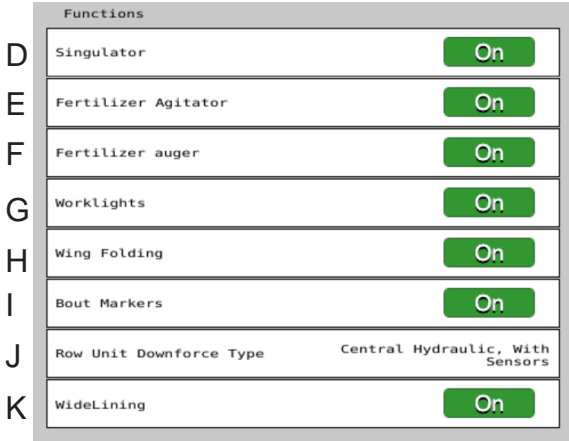 Functions
D Singulator On
E Fertilizer Agitator On
F Fertilizer auger On
G Worklights On
H Wing Folding On
I Bout Markers On
J Row Unit Downforce Type Central Hydraulic, With
Sensors
K WideLining On